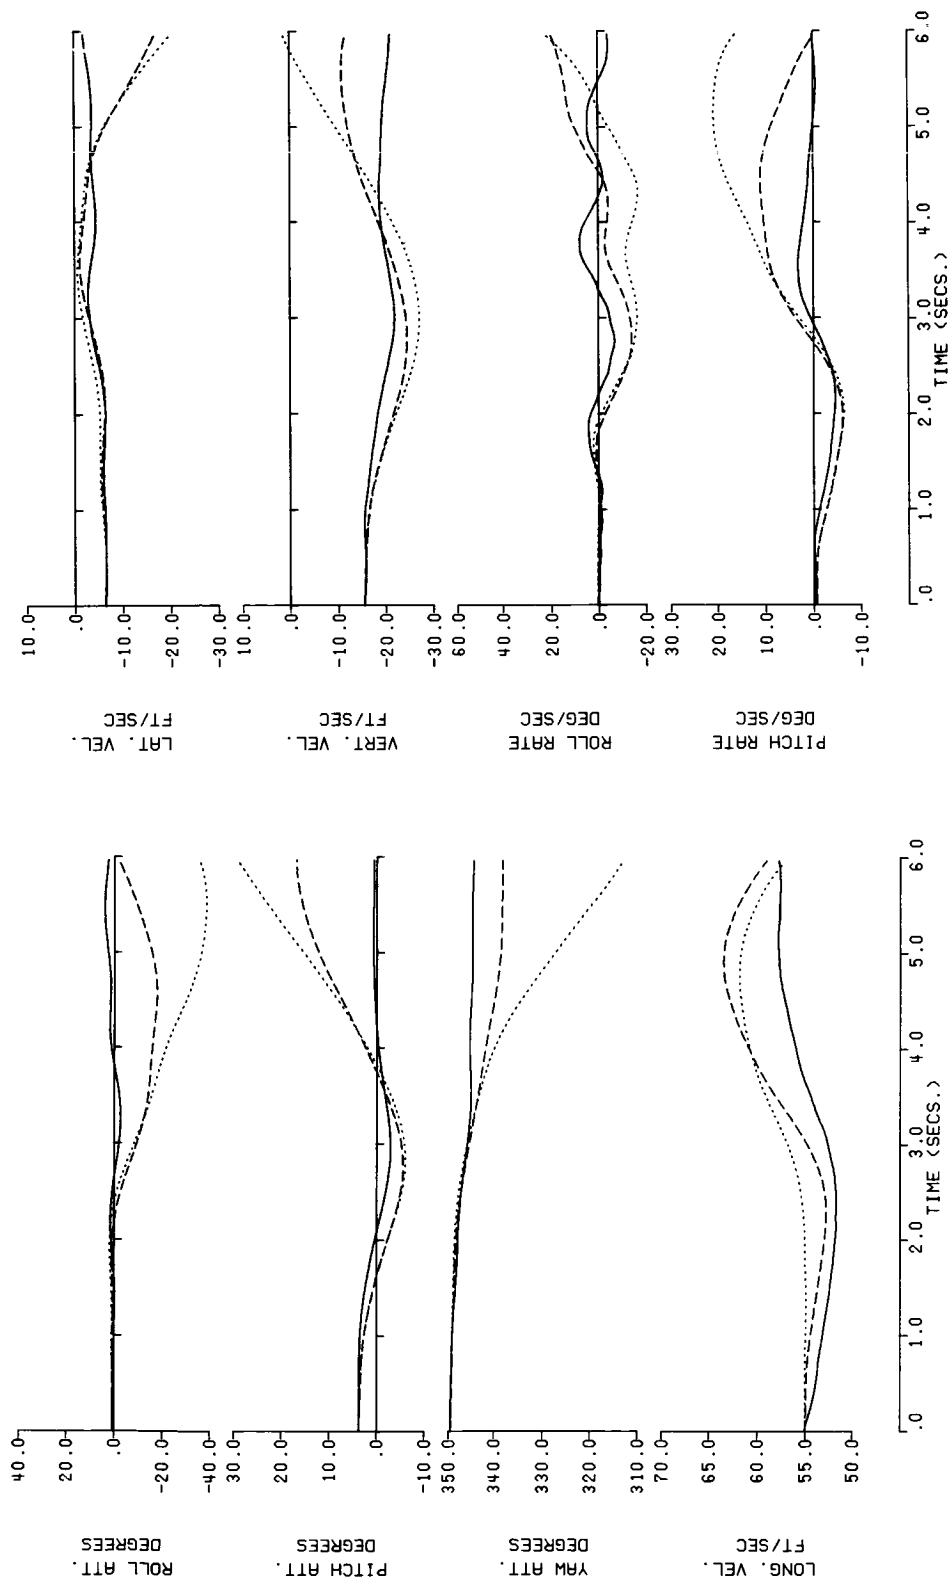 ROLL ATT.
DEGREES
40.0
20.0
.0
-20.0
-40.0
PITCH ATT.
DEGREES
30.0
20.0
10.0
.0
-10.0
YAW ATT.
DEGREES
350.0
340.0
330.0
320.0
310.0
LONG. VEL.
FT/SEC
70.0
65.0
60.0
55.0
50.0
.0 1.0 2.0 3.0 4.0 5.0 6.0
TIME (SECS.)
LAT. VEL.
FT/SEC
10.0
.0
-10.0
-20.0
-30.0
VERT. VEL.
FT/SEC
10.0
.0
-10.0
-20.0
-30.0
ROLL RATE
DEG/SEC
60.0
40.0
20.0
.0
-20.0
PITCH RATE
DEG/SEC
30.0
20.0
10.0
.0
-10.0
.0 1.0 2.0 3.0 4.0 5.0 6.0
TIME (SECS.)